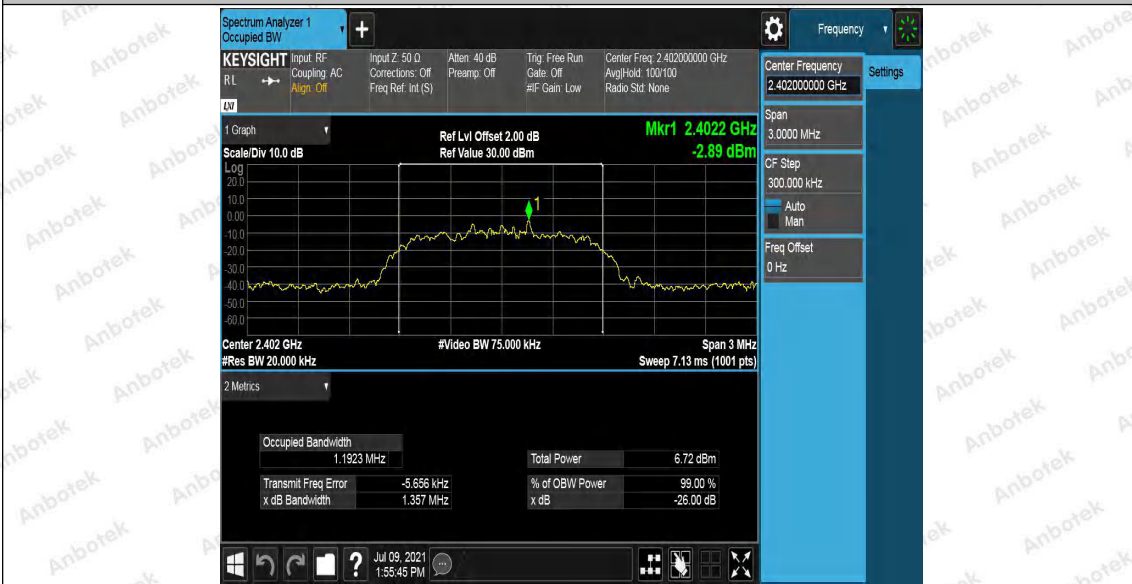 Spectrum Analyzer 1
Occupied BW
+
Frequency
KEYSIGHT
RL
LXI
Input: RF
Coupling: AC
Align: Off
Input Z: 50 Ω
Corrections: Off
Freq Ref: Int (S)
Atten: 40 dB
Preamp: Off
Trig: Free Run
Gate: Off
#IF Gain: Low
Center Freq: 2.402000000 GHz
Avg|Hold: 100/100
Radio Std: None
Center Frequency
2.402000000 GHz
Settings
Span
3.0000 MHz
CF Step
300.000 kHz
Auto
Man
Freq Offset
0 Hz
1 Graph
Scale/Div 10.0 dB
Ref Lvl Offset 2.00 dB
Ref Value 30.00 dBm
Mkr1 2.4022 GHz
-2.89 dBm
Log
20.0
10.0
0.00
-10.0
-20.0
-30.0
-40.0
-50.0
-60.0
1
Center 2.402 GHz
#Video BW 75.000 kHz
Span 3 MHz
#Res BW 20.000 kHz
Sweep 7.13 ms (1001 pts)
2 Metrics
Occupied Bandwidth
1.1923 MHz
Total Power 6.72 dBm
Transmit Freq Error -5.656 kHz
% of OBW Power 99.00 %
x dB Bandwidth 1.357 MHz
x dB -26.00 dB
?
Jul 09, 2021
1:55:45 PM
Anbotek